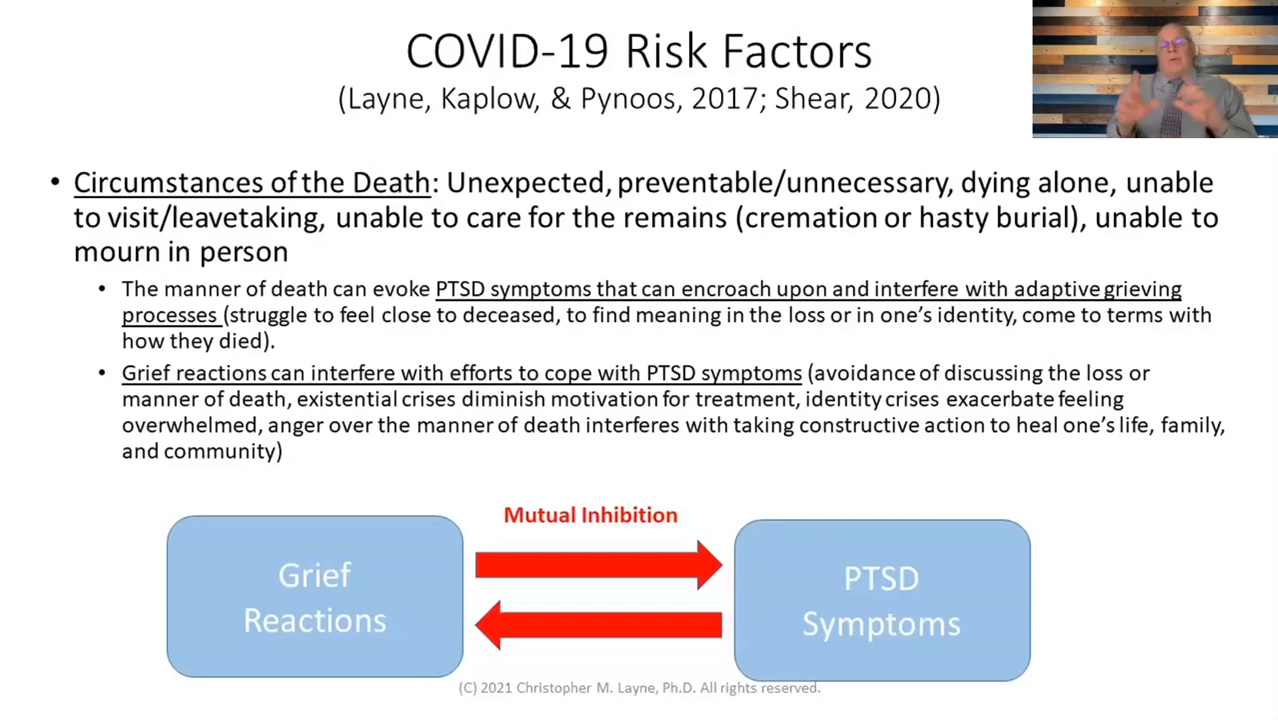 COVID-19 Risk Factors
(Layne, Kaplow, & Pynoos, 2017; Shear, 2020)
• Circumstances of the Death: Unexpected, preventable/unnecessary, dying alone, unable
to visit/leavetaking, unable to care for the remains (cremation or hasty burial), unable to
mourn in person
• The manner of death can evoke PTSD symptoms that can encroach upon and interfere with adaptive grieving
processes (struggle to feel close to deceased, to find meaning in the loss or in one's identity, come to terms with
how they died).
• Grief reactions can interfere with efforts to cope with PTSD symptoms (avoidance of discussing the loss or
manner of death, existential crises diminish motivation for treatment, identity crises exacerbate feeling
overwhelmed, anger over the manner of death interferes with taking constructive action to heal one's life, family,
and community)
Mutual Inhibition
Grief
Reactions
PTSD
Symptoms
(C) 2021 Christopher M. Layne, Ph.D. All rights reserved.